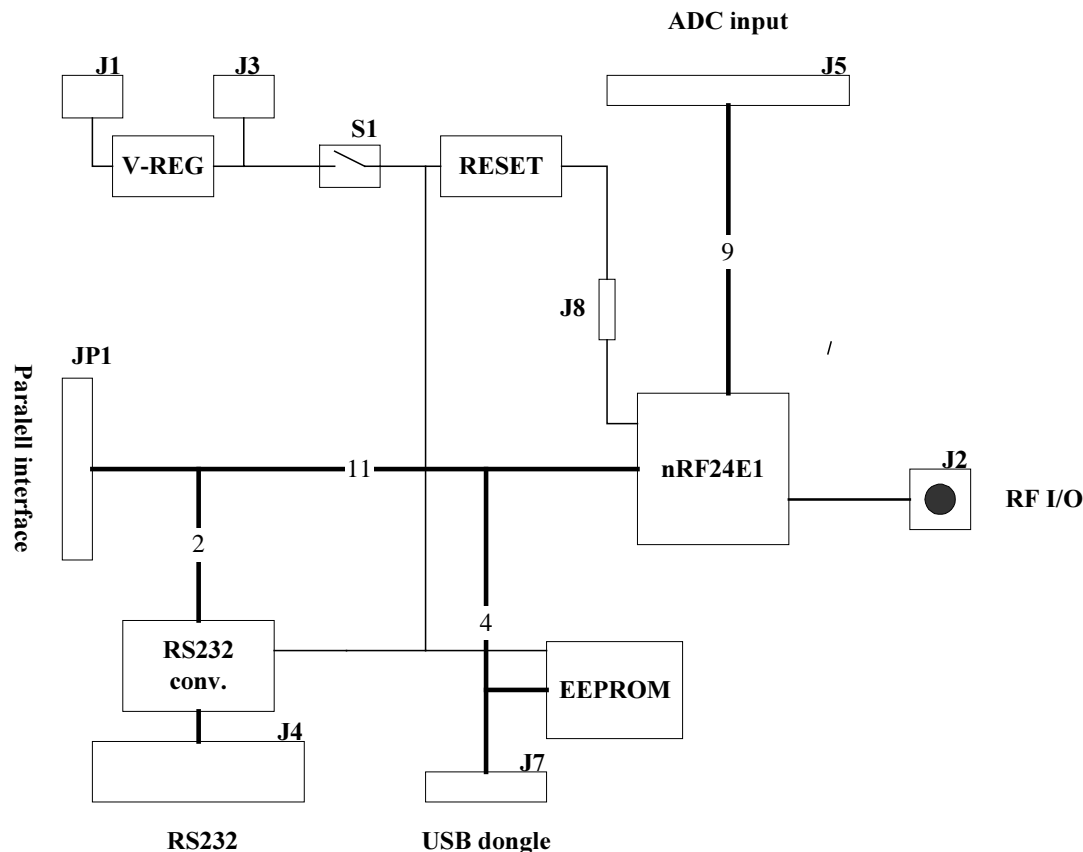 ADC input
J1
J3
J5
S1
V-REG
RESET
9
J8
/
JP1
Paralell interface
11
nRF24E1
J2
RF I/O
2
4
RS232
conv.
EEPROM
J4
J7
RS232
USB dongle